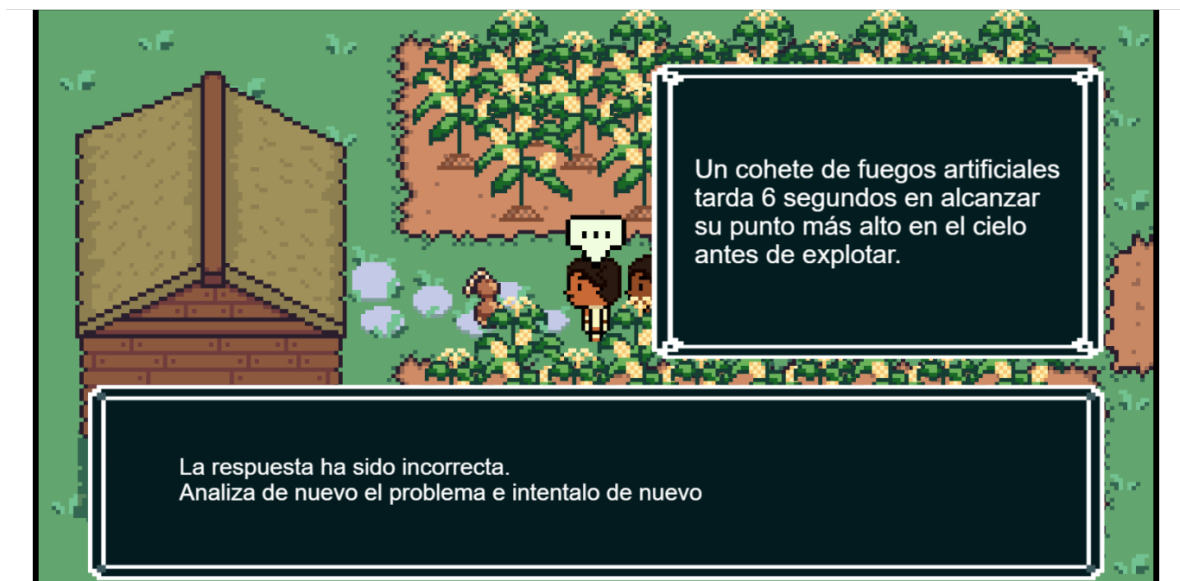 Un cohete de fuegos artificiales
tarda 6 segundos en alcanzar
su punto más alto en el cielo
antes de explotar.
...
La respuesta ha sido incorrecta.
Analiza de nuevo el problema e intentalo de nuevo